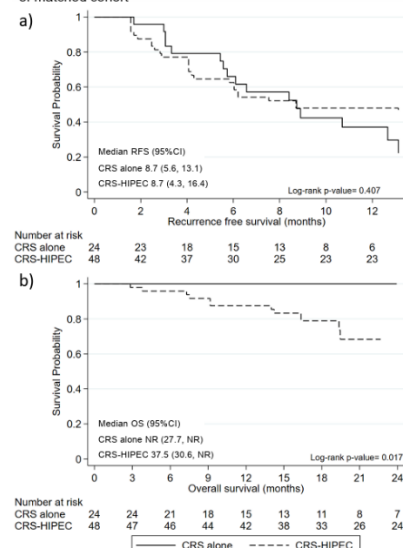 of matched cohort
a)
1
0.8
0.6
0.4
0.2
0
Survival Probability
Median RFS (95%CI)
CRS alone 8.7 (5.6, 13.1)
CRS-HIPEC 8.7 (4.3, 16.4)
Log-rank p-value= 0.407
0 2 4 6 8 10 12
Recurrence free survival (months)
Number at risk
CRS alone 24 23 18 15 13 8 6
CRS-HIPEC 48 42 37 30 25 23 23
b)
1
0.8
0.6
0.4
0.2
0
Survival Probability
Median OS (95%CI)
CRS alone NR (27.7, NR)
CRS-HIPEC 37.5 (30.6, NR)
Log-rank p-value= 0.017
0 3 6 9 12 15 18 21 24
Overall survival (months)
Number at risk
CRS alone 24 24 21 18 15 13 11 8 7
CRS-HIPEC 48 47 46 44 42 38 33 26 24
CRS alone CRS-HIPEC